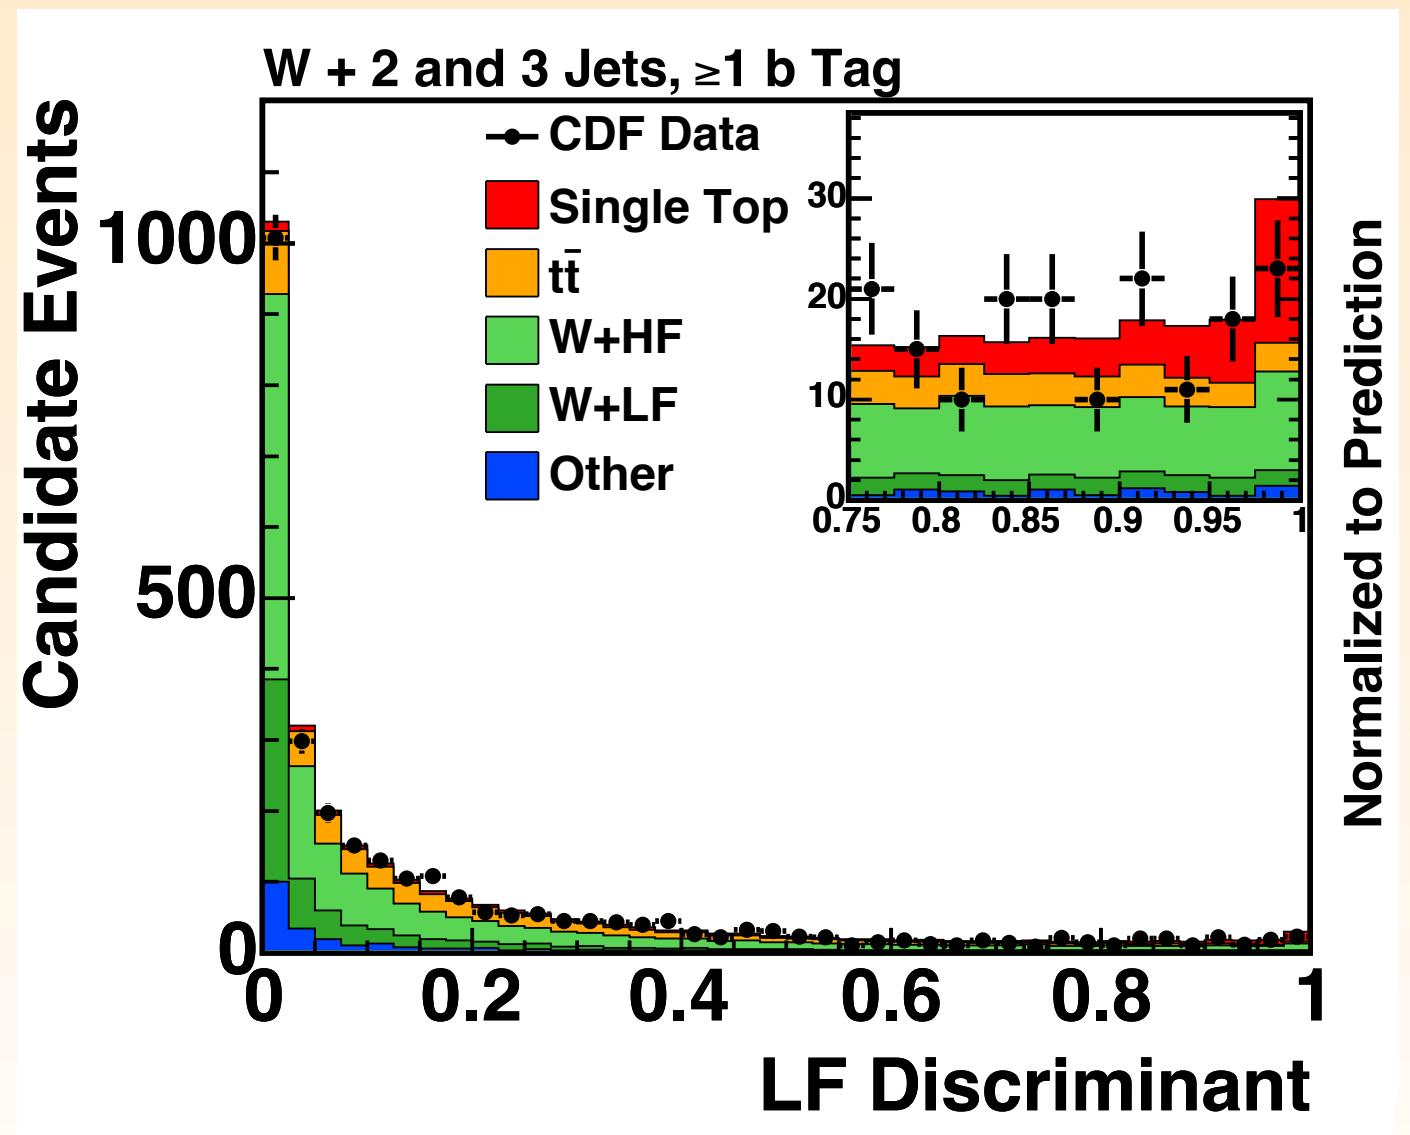 W + 2 and 3 Jets, ≥1 b Tag
Candidate Events
Normalized to Prediction
CDF Data
Single Top
tt̄
W+HF
W+LF
Other
1000
500
0
0 0.2 0.4 0.6 0.8 1
LF Discriminant
30
20
10
0
0.75 0.8 0.85 0.9 0.95 1